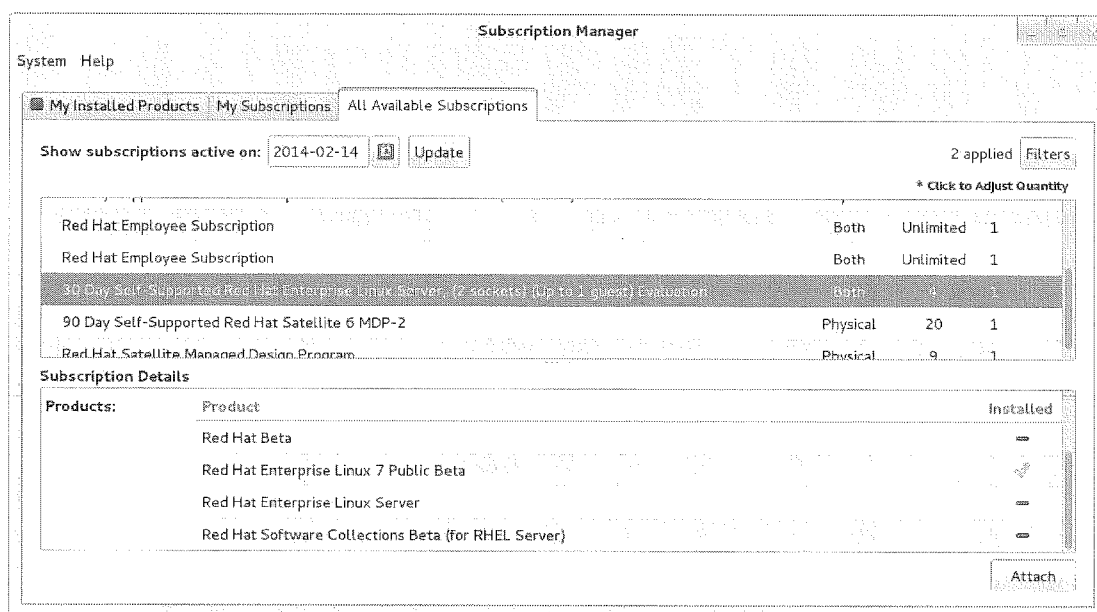 Subscription Manager
System Help
My Installed Products My Subscriptions All Available Subscriptions
Show subscriptions active on: 2014-02-14 Update 2 applied Filters
* Click to Adjust Quantity
Red Hat Employee Subscription Both Unlimited 1
Red Hat Employee Subscription Both Unlimited 1
30 Day Self-Supported Red Hat Enterprise Linux Server, (2 sockets) (Up to 1 guest) Evaluation Both 4 1
90 Day Self-Supported Red Hat Satellite 6 MDP-2 Physical 20 1
Red Hat Satellite Managed Design Program Physical 9 1
Subscription Details
Products: Product Installed
Red Hat Beta
Red Hat Enterprise Linux 7 Public Beta
Red Hat Enterprise Linux Server
Red Hat Software Collections Beta (for RHEL Server)
Attach